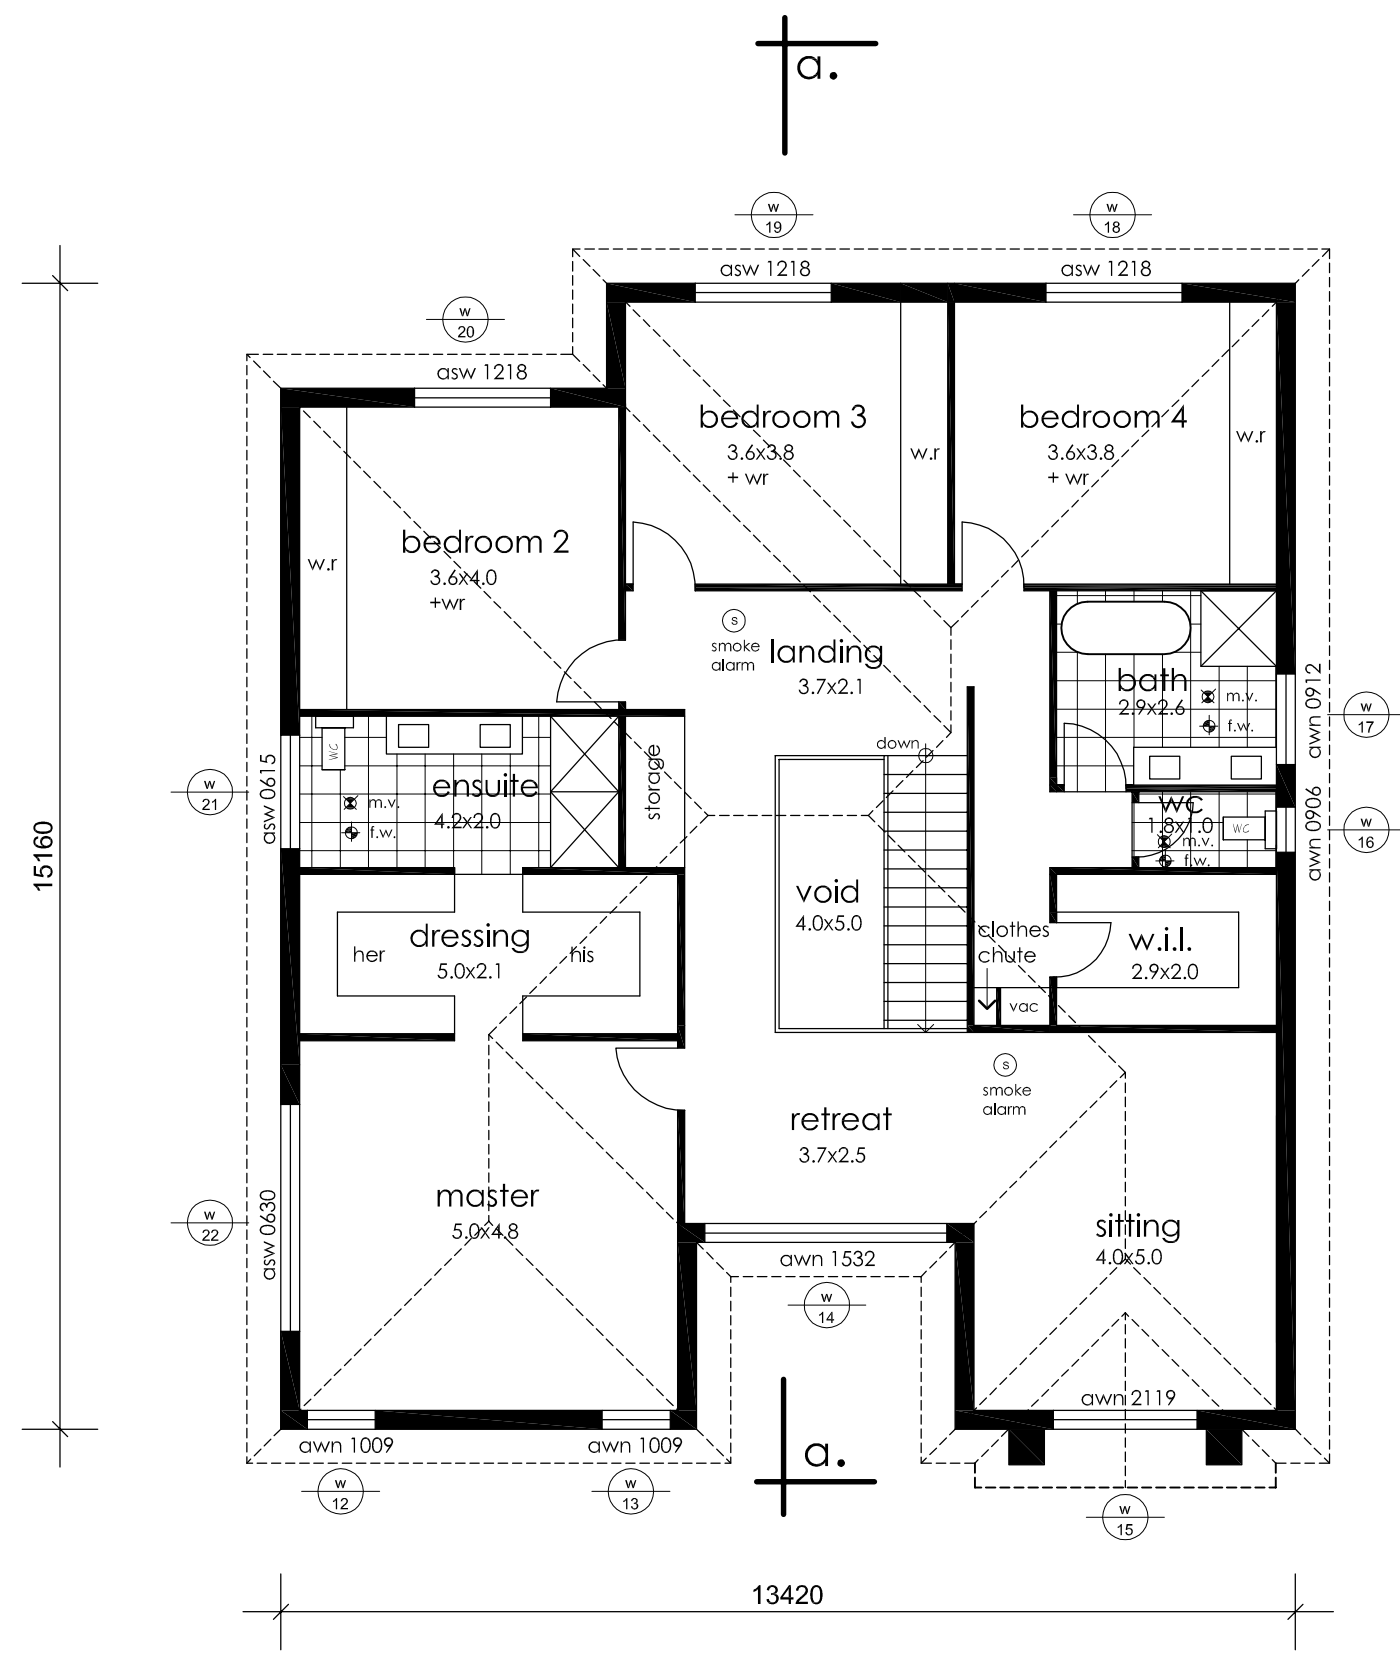 a.
w
19
w
18
asw 1218
asw 1218
w
20
asw 1218
bedroom 3
3.6x3.8
+ wr
w.r
bedroom 4
3.6x3.8
+ wr
w.r
bedroom 2
3.6x4.0
+wr
w.r
s
smoke
alarm
landing
3.7x2.1
bath
2.9x2.6
m.v.
f.w.
awn 0912
w
17
down
storage
WC
ensuite
4.2x2.0
m.v.
f.w.
asw 0615
w
21
wc
1.8x1.0
WC
m.v.
f.w.
awn 0906
w
16
15160
void
4.0x5.0
dressing
5.0x2.1
her
his
clothes
chute
vac
w.i.l.
2.9x2.0
s
smoke
alarm
retreat
3.7x2.5
master
5.0x4.8
asw 0630
w
22
sitting
4.0x5.0
awn 1532
w
14
awn 2119
awn 1009
awn 1009
a.
w
12
w
13
w
15
13420